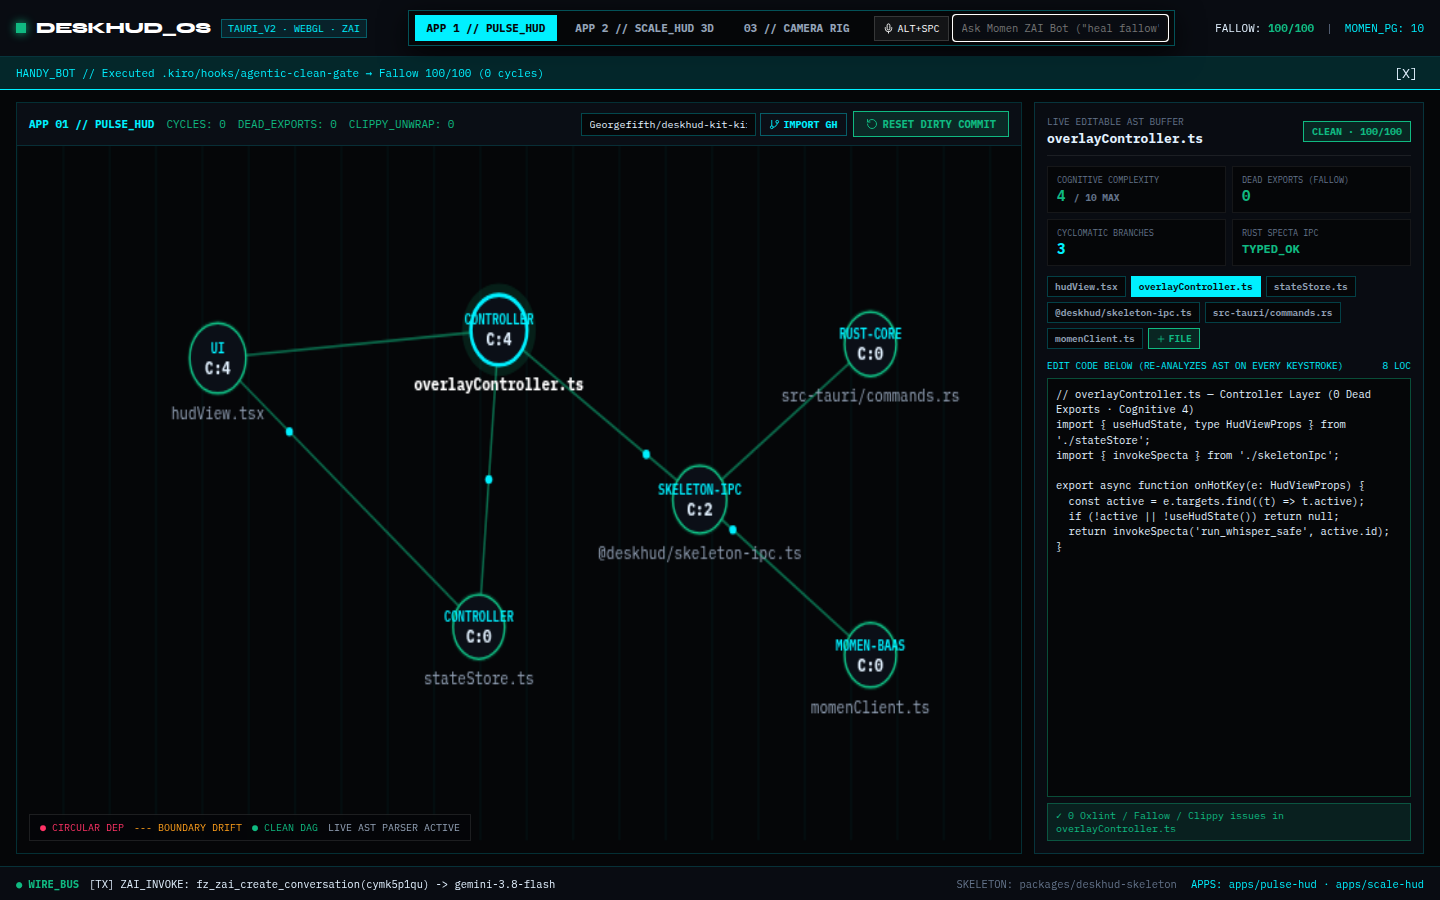 DESKHUD_OS
TAURI_V2 · WEBGL · ZAI
APP 1 // PULSE_HUD
APP 2 // SCALE_HUD 3D
03 // CAMERA RIG
ALT+SPC
Ask Momen ZAI Bot ("heal fallow"
FALLOW: 100/100 | MOMEN_PG: 10
HANDY_BOT // Executed .kiro/hooks/agentic-clean-gate → Fallow 100/100 (0 cycles)
[X]
APP 01 // PULSE_HUD CYCLES: 0 DEAD_EXPORTS: 0 CLIPPY_UNWRAP: 0
Georgefifth/deskhud-kit-ki
IMPORT GH
RESET DIRTY COMMIT
UI
C:4
hudView.tsx
CONTROLLER
C:4
overlayController.ts
RUST-CORE
C:0
src-tauri/commands.rs
SKELETON-IPC
C:2
@deskhud/skeleton-ipc.ts
CONTROLLER
C:0
stateStore.ts
MOMEN-BAAS
C:0
momenClient.ts
CIRCULAR DEP --- BOUNDARY DRIFT CLEAN DAG LIVE AST PARSER ACTIVE
LIVE EDITABLE AST BUFFER
overlayController.ts
CLEAN · 100/100
COGNITIVE COMPLEXITY
4 / 10 MAX
DEAD EXPORTS (FALLOW)
0
CYCLOMATIC BRANCHES
3
RUST SPECTA IPC
TYPED_OK
hudView.tsx
overlayController.ts
stateStore.ts
@deskhud/skeleton-ipc.ts
src-tauri/commands.rs
momenClient.ts
+ FILE
EDIT CODE BELOW (RE-ANALYZES AST ON EVERY KEYSTROKE) 8 LOC
// overlayController.ts — Controller Layer (0 Dead
Exports · Cognitive 4)
import { useHudState, type HudViewProps } from
'./stateStore';
import { invokeSpecta } from './skeletonIpc';
export async function onHotKey(e: HudViewProps) {
const active = e.targets.find((t) => t.active);
if (!active || !useHudState()) return null;
return invokeSpecta('run_whisper_safe', active.id);
}
✓ 0 Oxlint / Fallow / Clippy issues in
overlayController.ts
WIRE_BUS [TX] ZAI_INVOKE: fz_zai_create_conversation(cymk5p1qu) -> gemini-3.8-flash
SKELETON: packages/deskhud-skeleton APPS: apps/pulse-hud · apps/scale-hud